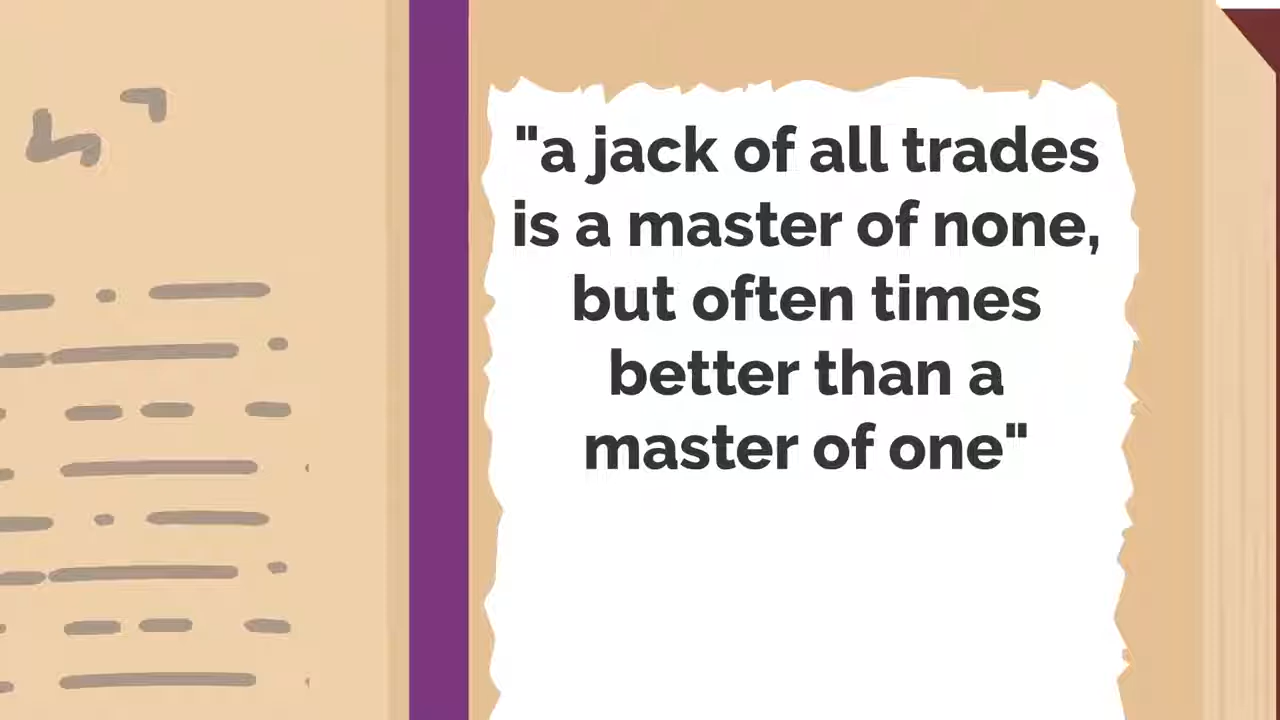 "a jack of all trades
is a master of none,
but often times
better than a
master of one"